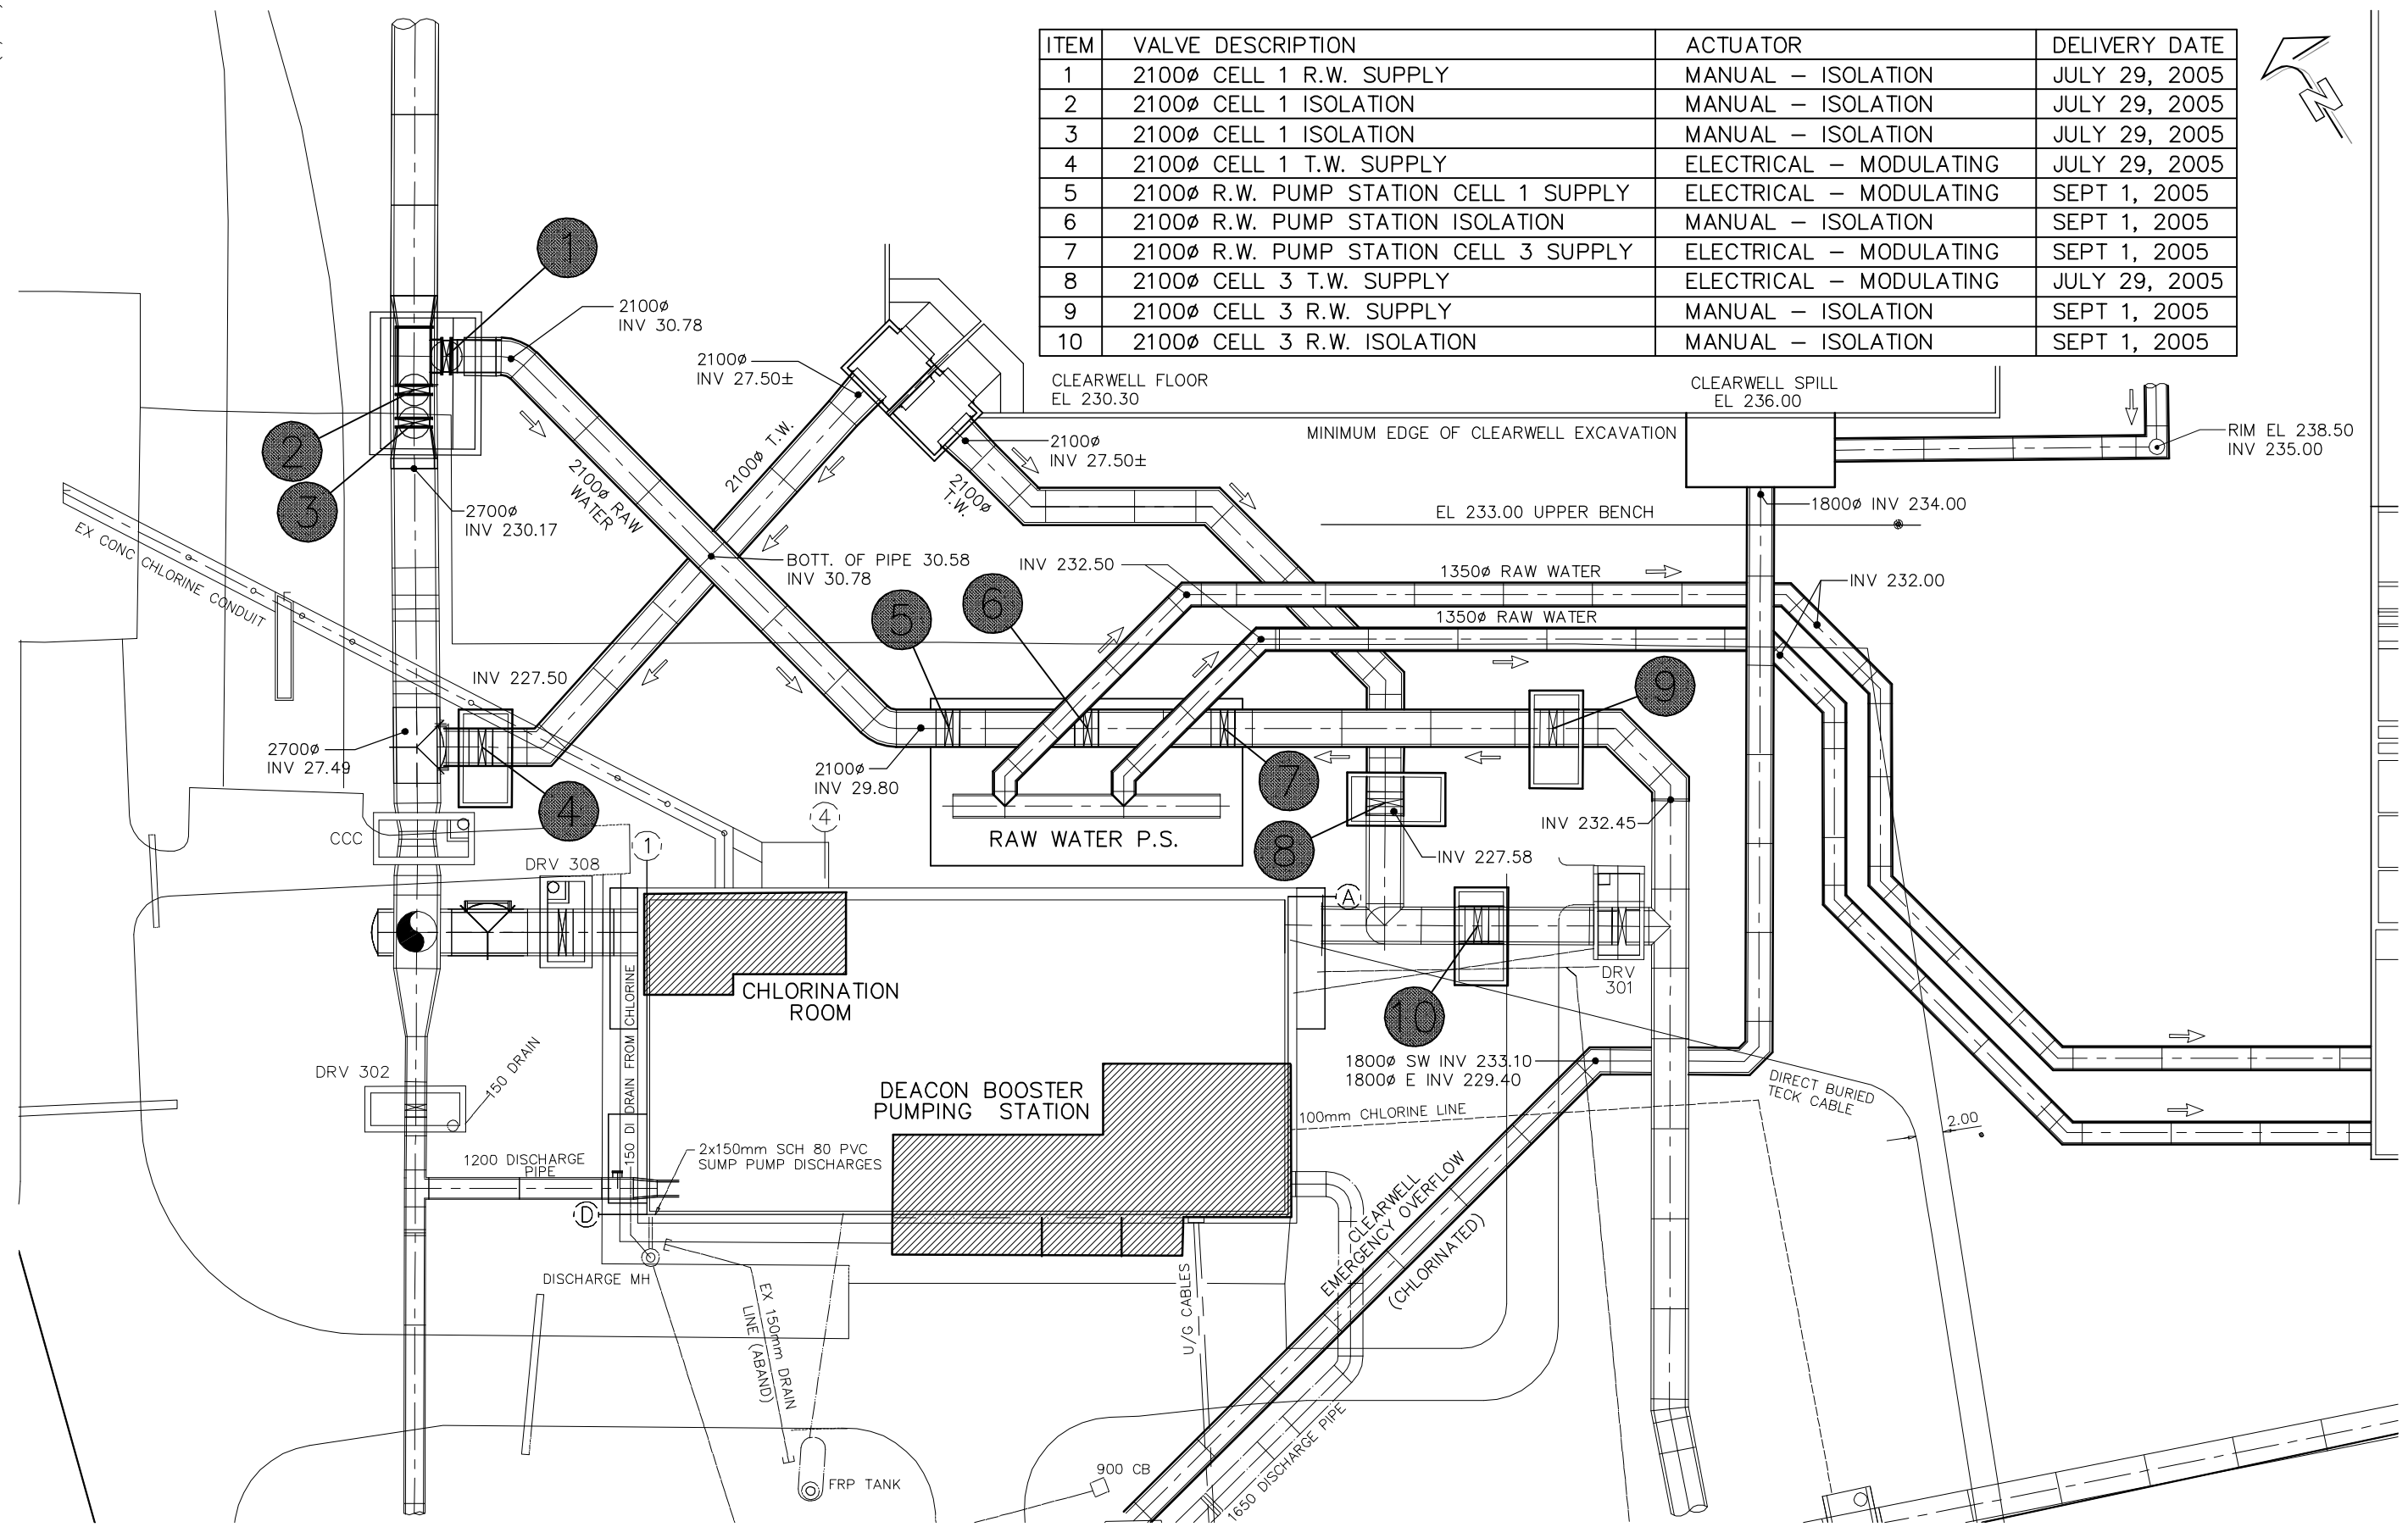 ITEM VALVE DESCRIPTION ACTUATOR DELIVERY DATE
1 2100ø CELL 1 R.W. SUPPLY MANUAL – ISOLATION JULY 29, 2005
2 2100ø CELL 1 ISOLATION MANUAL – ISOLATION JULY 29, 2005
3 2100ø CELL 1 ISOLATION MANUAL – ISOLATION JULY 29, 2005
4 2100ø CELL 1 T.W. SUPPLY ELECTRICAL – MODULATING JULY 29, 2005
5 2100ø R.W. PUMP STATION CELL 1 SUPPLY ELECTRICAL – MODULATING SEPT 1, 2005
6 2100ø R.W. PUMP STATION ISOLATION MANUAL – ISOLATION SEPT 1, 2005
7 2100ø R.W. PUMP STATION CELL 3 SUPPLY ELECTRICAL – MODULATING SEPT 1, 2005
8 2100ø CELL 3 T.W. SUPPLY ELECTRICAL – MODULATING JULY 29, 2005
9 2100ø CELL 3 R.W. SUPPLY MANUAL – ISOLATION SEPT 1, 2005
10 2100ø CELL 3 R.W. ISOLATION MANUAL – ISOLATION SEPT 1, 2005
N
1
2100ø
INV 30.78
2100ø
INV 27.50±
CLEARWELL FLOOR
EL 230.30
CLEARWELL SPILL
EL 236.00
2
3
2100ø T.W.
2100ø
INV 27.50±
MINIMUM EDGE OF CLEARWELL EXCAVATION
RIM EL 238.50
INV 235.00
2100ø RAW
WATER
2100ø
T.W.
2700ø
INV 230.17
EL 233.00 UPPER BENCH
1800ø INV 234.00
EX CONC CHLORINE CONDUIT
BOTT. OF PIPE 30.58
INV 30.78
INV 232.50
1350ø RAW WATER
INV 232.00
5
6
1350ø RAW WATER
INV 227.50
9
2700ø
INV 27.49
2100ø
INV 29.80
7
4
4
INV 232.45
CCC
1
RAW WATER P.S.
8
INV 227.58
DRV 308
A
DRV
301
CHLORINATION
ROOM
10
150 DI DRAIN FROM CHLORINE
1800ø SW INV 233.10
1800ø E INV 229.40
DRV 302
150 DRAIN
DEACON BOOSTER
PUMPING STATION
DIRECT BURIED
TECK CABLE
100mm CHLORINE LINE
2.00
2x150mm SCH 80 PVC
SUMP PUMP DISCHARGES
1200 DISCHARGE
PIPE
D
CLEARWELL
EMERGENCY OVERFLOW
(CHLORINATED)
DISCHARGE MH
EX 150mm DRAIN
LINE (ABAND)
U/G CABLES
900 CB
FRP TANK
1650 DISCHARGE PIPE